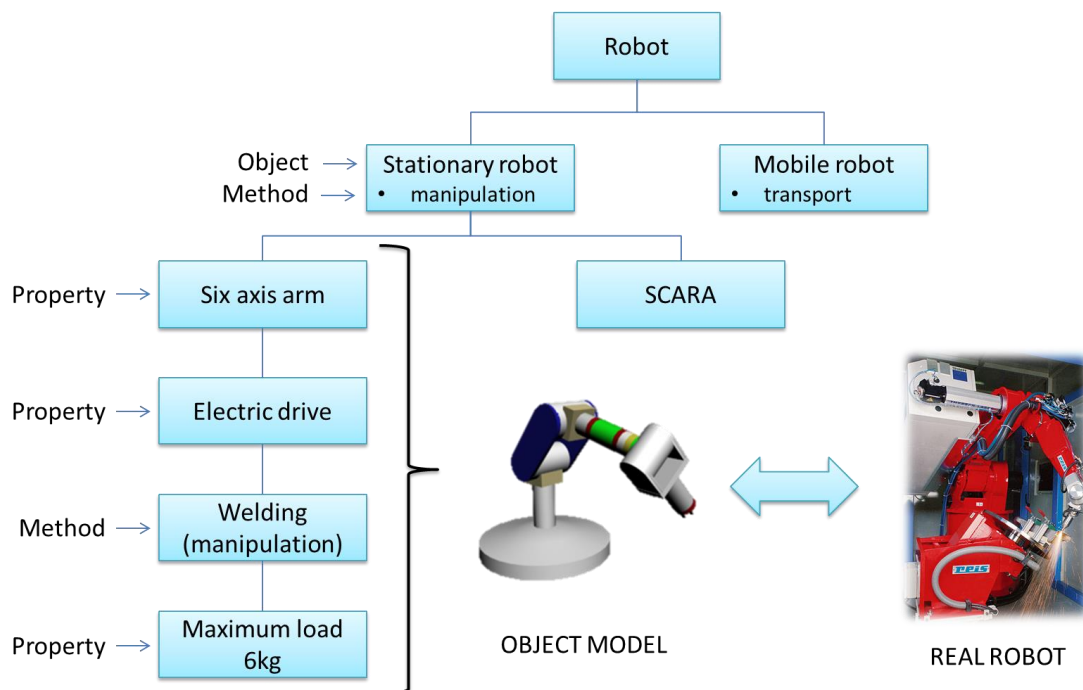 Robot
Object
Stationary robot
Mobile robot
Method
• manipulation
• transport
Property
Six axis arm
SCARA
Property
Electric drive
Method
Welding
(manipulation)
Property
Maximum load
6kg
OBJECT MODEL
REIS
REAL ROBOT